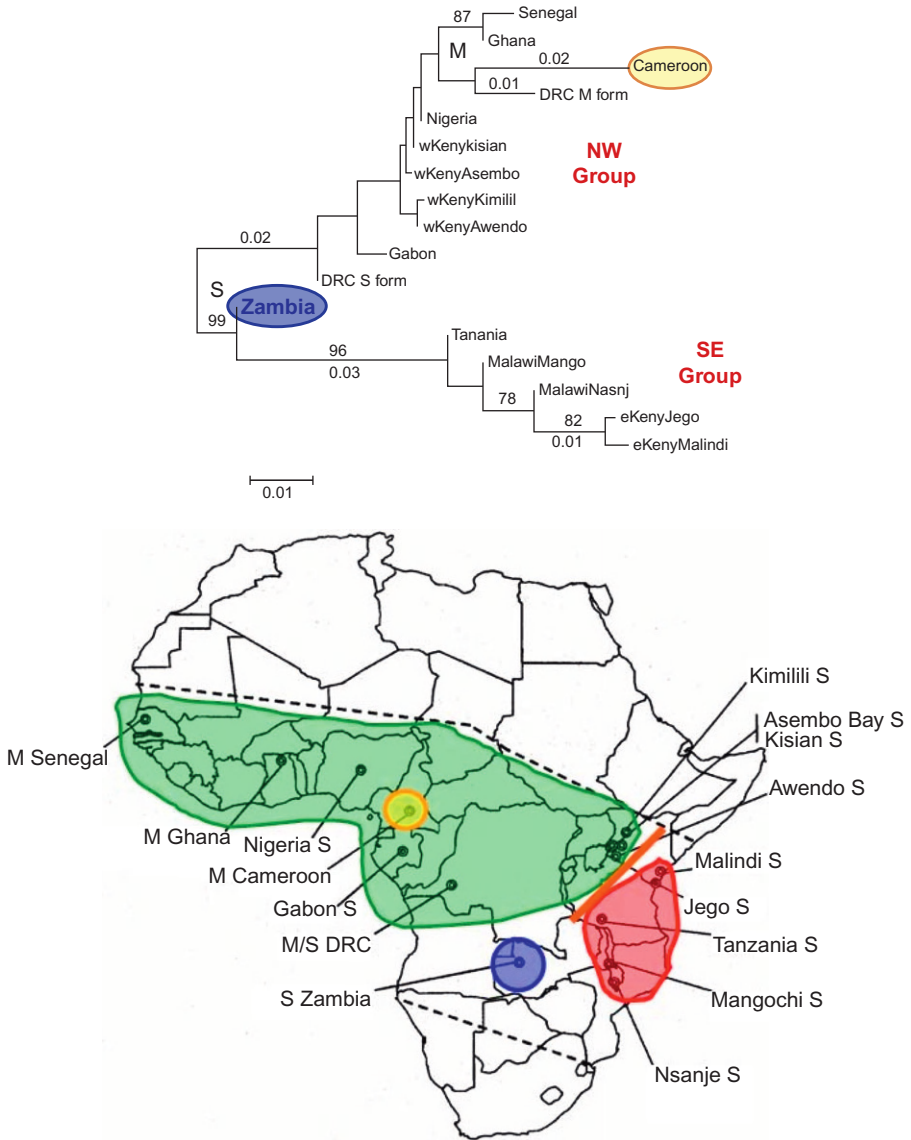 87
Senegal
Ghana
M
0.02
Cameroon
0.01
DRC M form
Nigeria
wKenykisian
NW
Group
wKenyAsembo
wKenyKimilil
wKenyAwendo
0.02
Gabon
DRC S form
S
Zambia
99
Tanania
96
0.03
SE
Group
MalawiMango
MalawiNasnj
78
82
0.01
eKenyJego
eKenyMalindi
0.01
Kimilili S
Asembo Bay S
Kisian S
M Senegal
Awendo S
M Ghana
Nigeria S
M Cameroon
Malindi S
Gabon S
Jego S
M/S DRC
Tanzania S
S Zambia
Mangochi S
Nsanje S